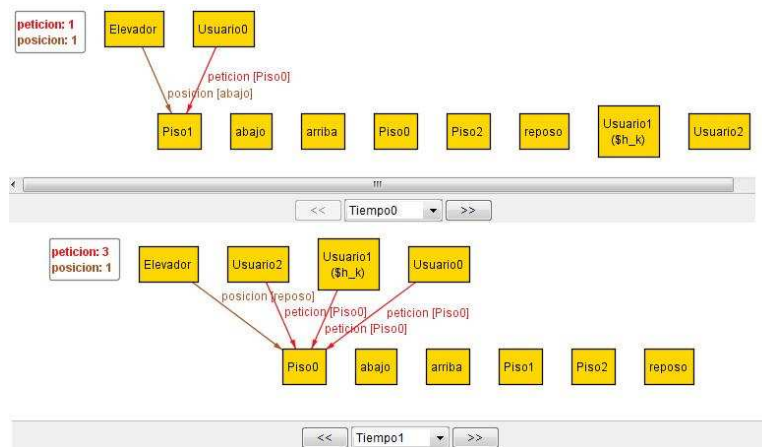 peticion: 1
posicion: 1
Elevador
Usuario0
peticion [Piso0]
posicion [abajo]
Piso1
abajo
arriba
Piso0
Piso2
reposo
Usuario1
($h_k)
Usuario2
<<
Tiempo0
>>
peticion: 3
posicion: 1
Elevador
Usuario2
Usuario1
($h_k)
Usuario0
posicion [reposo]
peticion [Piso0]
peticion [Piso0]
peticion [Piso0]
Piso0
abajo
arriba
Piso1
Piso2
reposo
<<
Tiempo1
>>